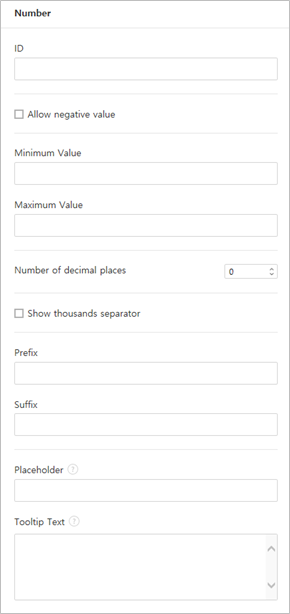 Number
ID
Allow negative value
Minimum Value
Maximum Value
Number of decimal places 0
Show thousands separator
Prefix
Suffix
Placeholder ?
Tooltip Text ?